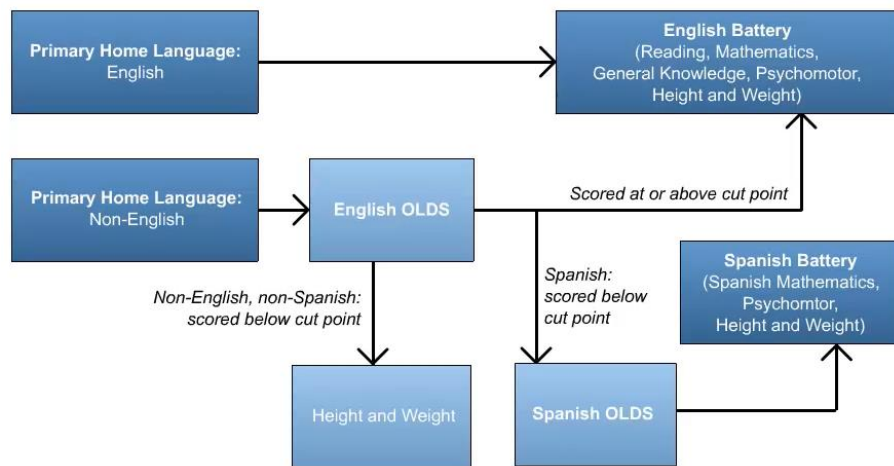 Primary Home Language:
English
English Battery
(Reading, Mathematics,
General Knowledge, Psychomotor,
Height and Weight)
Primary Home Language:
Non-English
English OLDS
Scored at or above cut point
Non-English, non-Spanish:
scored below cut point
Spanish:
scored below
cut point
Spanish Battery
(Spanish Mathematics,
Psychomtor,
Height and Weight)
Height and Weight
Spanish OLDS